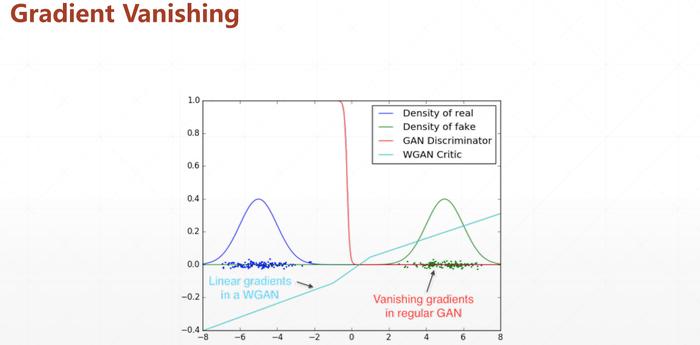 Gradient Vanishing
1.0
0.8
0.6
0.4
0.2
0.0
−0.2
−0.4
Density of real
Density of fake
GAN Discriminator
WGAN Critic
Linear gradients
in a WGAN
Vanishing gradients
in regular GAN
−8 −6 −4 −2 0 2 4 6 8